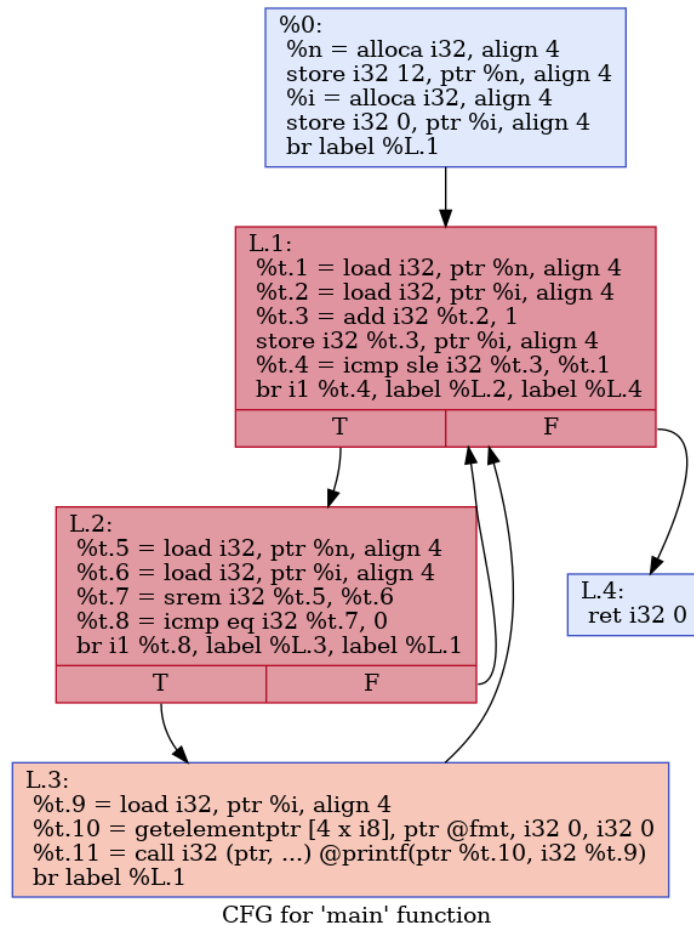 %0:
%n = alloca i32, align 4
store i32 12, ptr %n, align 4
%i = alloca i32, align 4
store i32 0, ptr %i, align 4
br label %L.1
L.1:
%t.1 = load i32, ptr %n, align 4
%t.2 = load i32, ptr %i, align 4
%t.3 = add i32 %t.2, 1
store i32 %t.3, ptr %i, align 4
%t.4 = icmp sle i32 %t.3, %t.1
br i1 %t.4, label %L.2, label %L.4
T F
L.2:
%t.5 = load i32, ptr %n, align 4
%t.6 = load i32, ptr %i, align 4
%t.7 = srem i32 %t.5, %t.6
%t.8 = icmp eq i32 %t.7, 0
br i1 %t.8, label %L.3, label %L.1
T F
L.4:
ret i32 0
L.3:
%t.9 = load i32, ptr %i, align 4
%t.10 = getelementptr [4 x i8], ptr @fmt, i32 0, i32 0
%t.11 = call i32 (ptr, ...) @printf(ptr %t.10, i32 %t.9)
br label %L.1
CFG for 'main' function